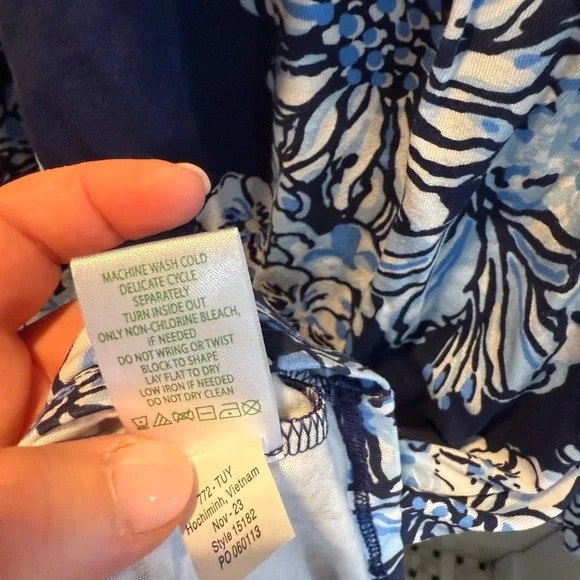 MACHINE WASH COLD
DELICATE CYCLE
SEPARATELY
TURN INSIDE OUT
ONLY NON-CHLORINE BLEACH,
IF NEEDED
DO NOT WRING OR TWIST
BLOCK TO SHAPE
LAY FLAT TO DRY
LOW IRON IF NEEDED
DO NOT DRY CLEAN
772 - TUY
Hochiminh, Vietnam
Nov - 23
Style 15182
PO 060113